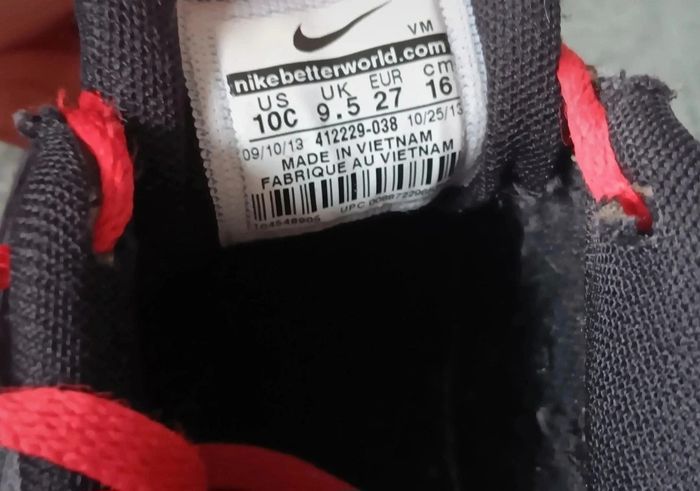 VM
nikebetterworld.com
US UK EUR cm
10C 9.5 27 16
09/10/13 412229-038 10/25/13
MADE IN VIETNAM
FABRIQUE AU VIETNAM
UPC